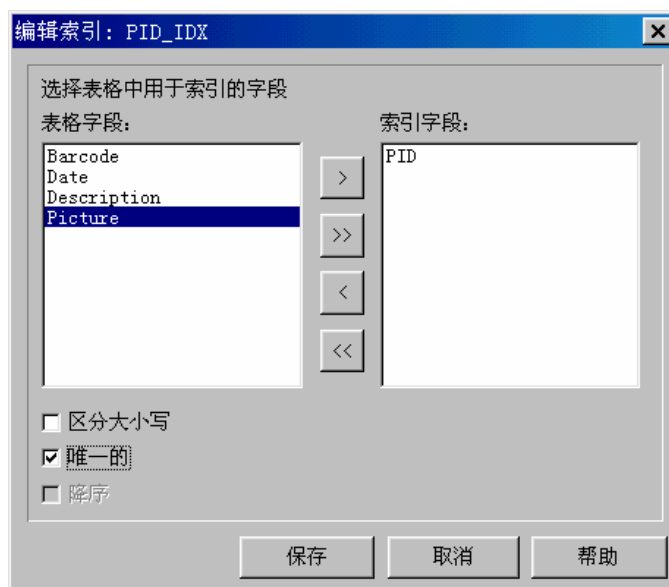 编辑索引: PID_IDX
选择表格中用于索引的字段
表格字段:
索引字段:
Barcode
Date
Description
Picture
PID
>
>>
<
<<
区分大小写
唯一的
降序
保存
取消
帮助